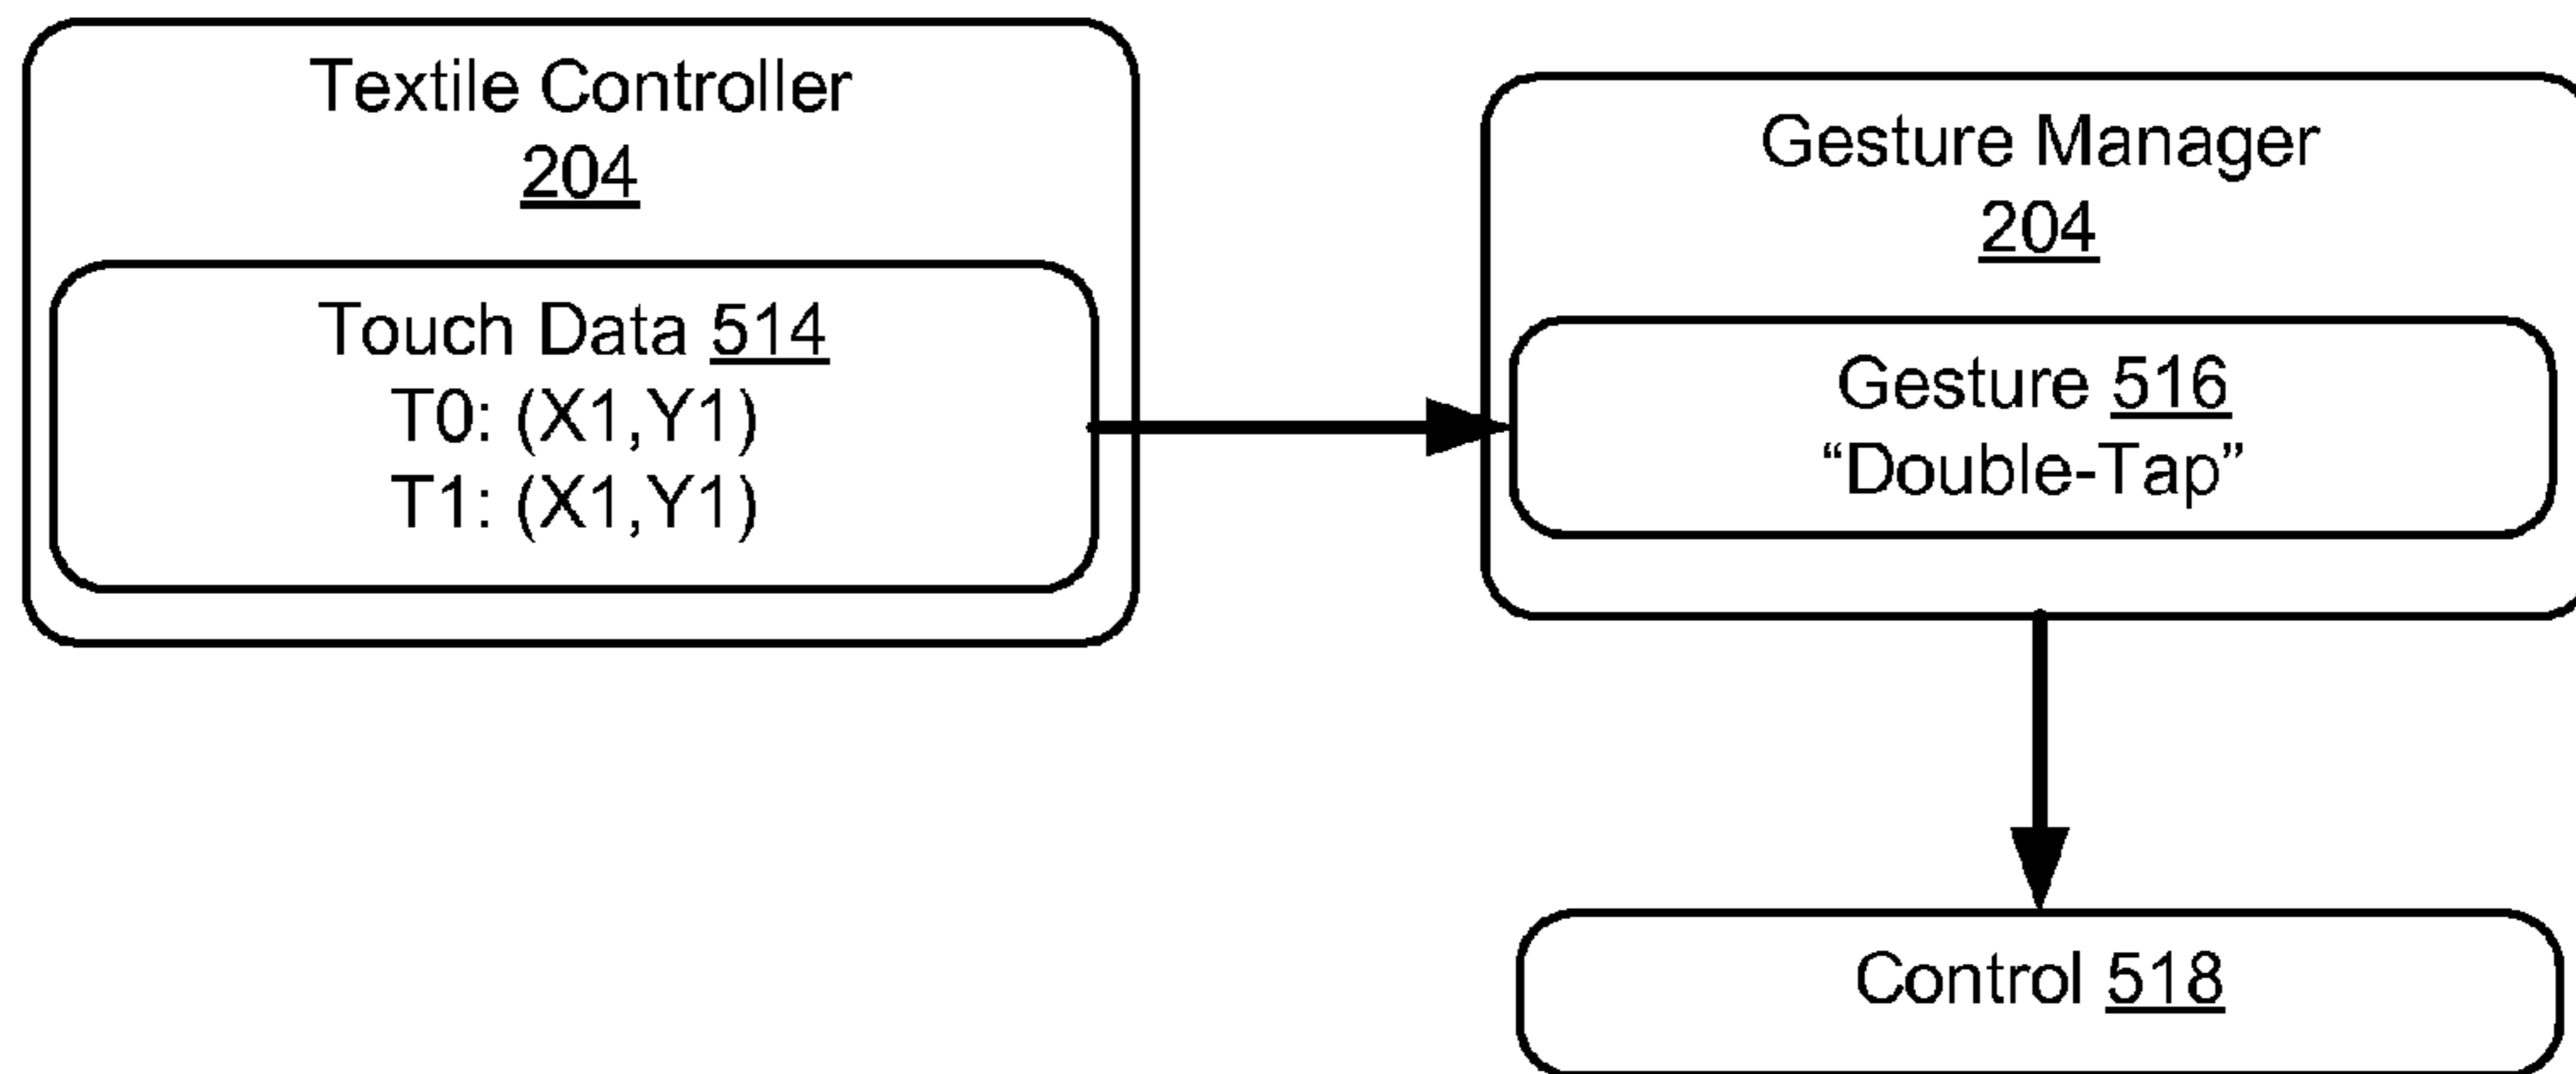 Textile Controller
204
Touch Data 514
T0: (X1,Y1)
T1: (X1,Y1)
Gesture Manager
204
Gesture 516
“Double-Tap”
Control 518